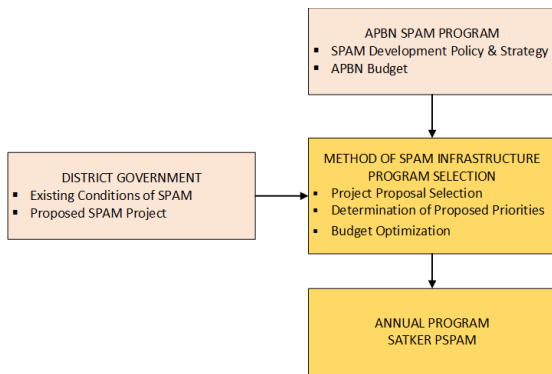 APBN SPAM PROGRAM
▪ SPAM Development Policy & Strategy
▪ APBN Budget
DISTRICT GOVERNMENT
▪ Existing Conditions of SPAM
▪ Proposed SPAM Project
METHOD OF SPAM INFRASTRUCTURE
PROGRAM SELECTION
▪ Project Proposal Selection
▪ Determination of Proposed Priorities
▪ Budget Optimization
ANNUAL PROGRAM
SATKER PSPAM